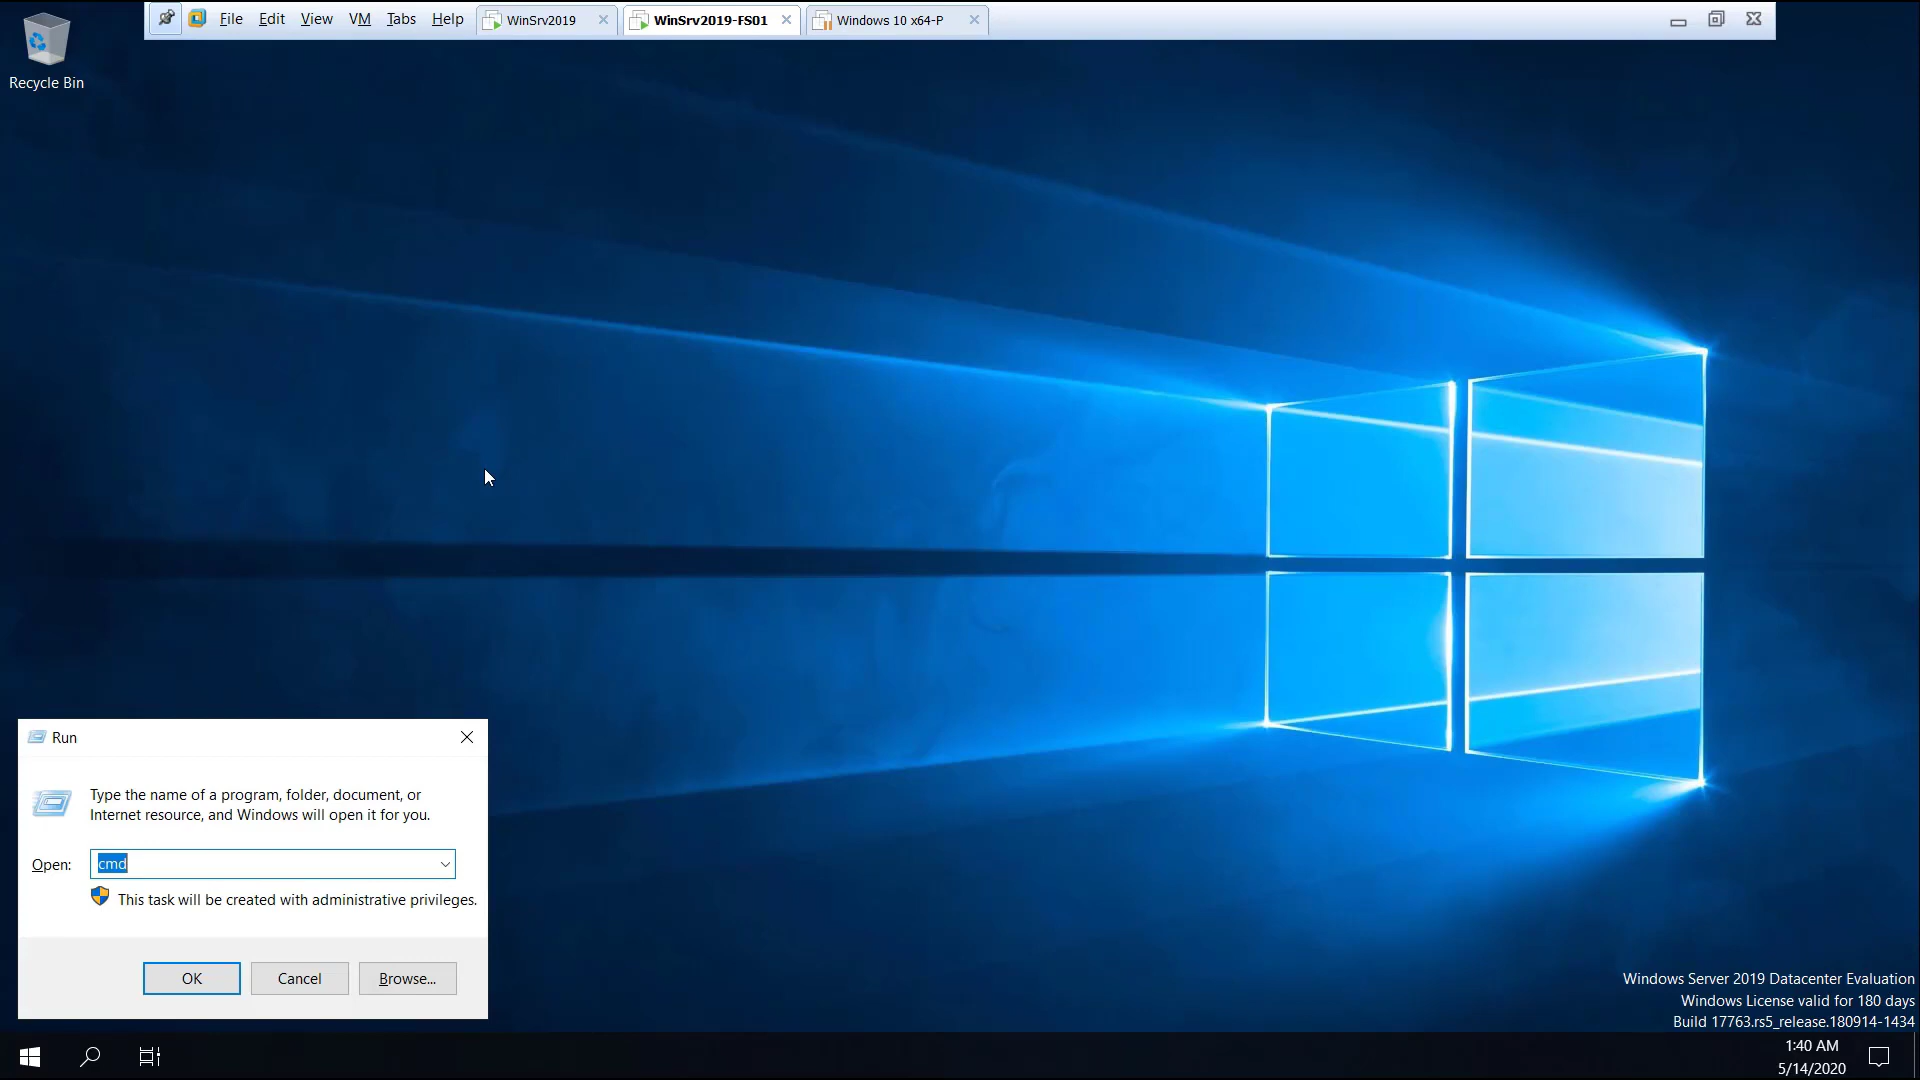 File Edit View VM Tabs Help WinSrv2019 WinSrv2019-FS01 Windows 10 x64-P
Recycle Bin
Run
Type the name of a program, folder, document, or
Internet resource, and Windows will open it for you.
Open: cmd
This task will be created with administrative privileges.
OK Cancel Browse...
Windows Server 2019 Datacenter Evaluation
Windows License valid for 180 days
Build 17763.rs5_release.180914-1434
1:40 AM
5/14/2020